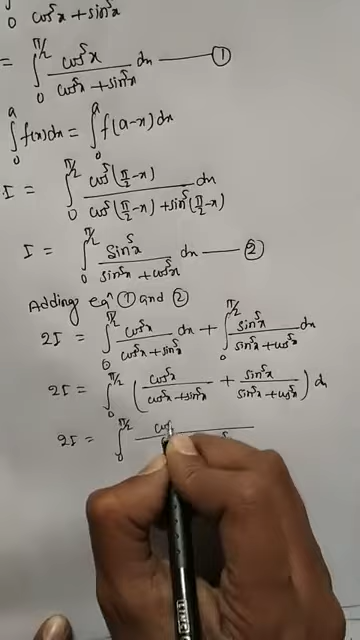 ∫ 0 cos⁵x + sin⁵x
= ∫₀^(π/2) cos⁵x / (cos⁵x + sin⁵x) dx —— ①
∫₀^a f(x)dx = ∫₀^a f(a-x)dx
I = ∫₀^(π/2) cos⁵(π/2-x) / (cos⁵(π/2-x) + sin⁵(π/2-x)) dx
I = ∫₀^(π/2) sin⁵x / (sin⁵x + cos⁵x) dx —— ②
Adding eqⁿ ① and ②
2I = ∫₀^(π/2) cos⁵x / (cos⁵x + sin⁵x) dx + ∫₀^(π/2) sin⁵x / (sin⁵x + cos⁵x) dx
2I = ∫₀^(π/2) (cos⁵x / (cos⁵x + sin⁵x) + sin⁵x / (sin⁵x + cos⁵x)) dx
2I = ∫₀^(π/2) cos